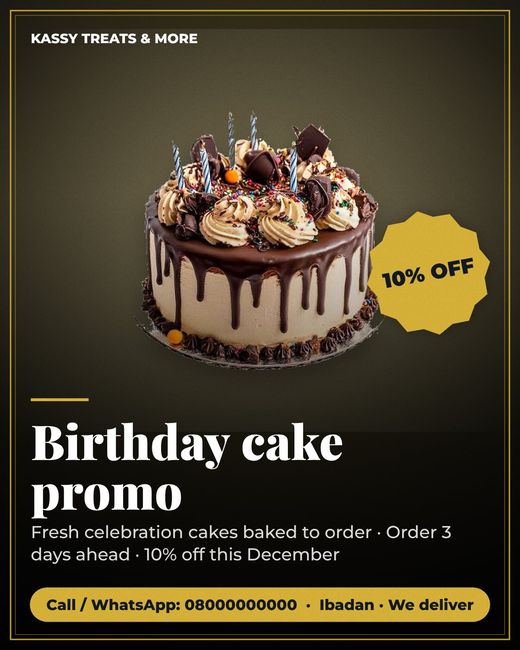 KASSY TREATS & MORE
10% OFF
Birthday cake
promo
Fresh celebration cakes baked to order · Order 3
days ahead · 10% off this December
Call / WhatsApp: 08000000000 · Ibadan · We deliver